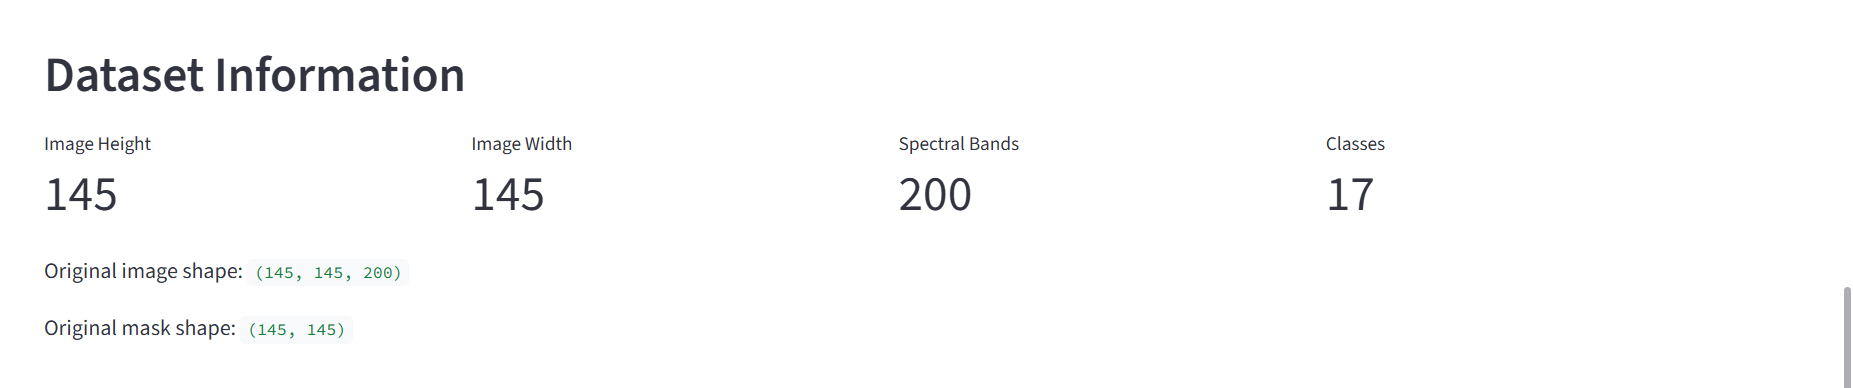 Dataset Information
Image Height Image Width Spectral Bands Classes
145 145 200 17
Original image shape: (145, 145, 200)
Original mask shape: (145, 145)